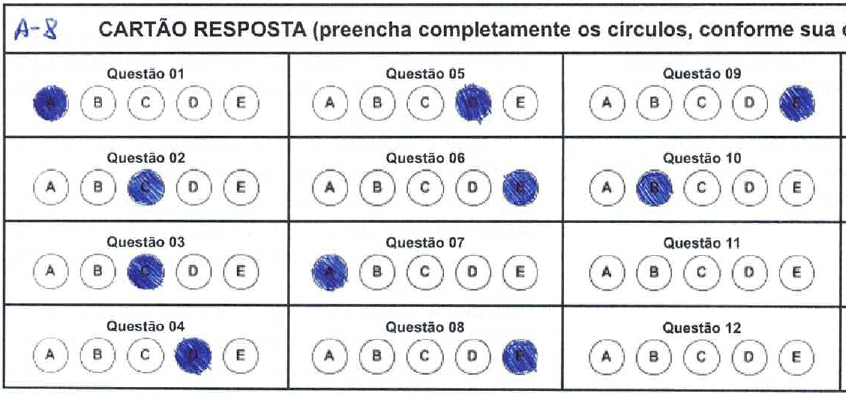 A-8 CARTÃO RESPOSTA (preencha completamente os círculos, conforme sua
Questão 01 Questão 05 Questão 09
A B C D E A B C D E A B C D E
Questão 02 Questão 06 Questão 10
A B C D E A B C D E A B C D E
Questão 03 Questão 07 Questão 11
A B C D E A B C D E A B C D E
Questão 04 Questão 08 Questão 12
A B C D E A B C D E A B C D E